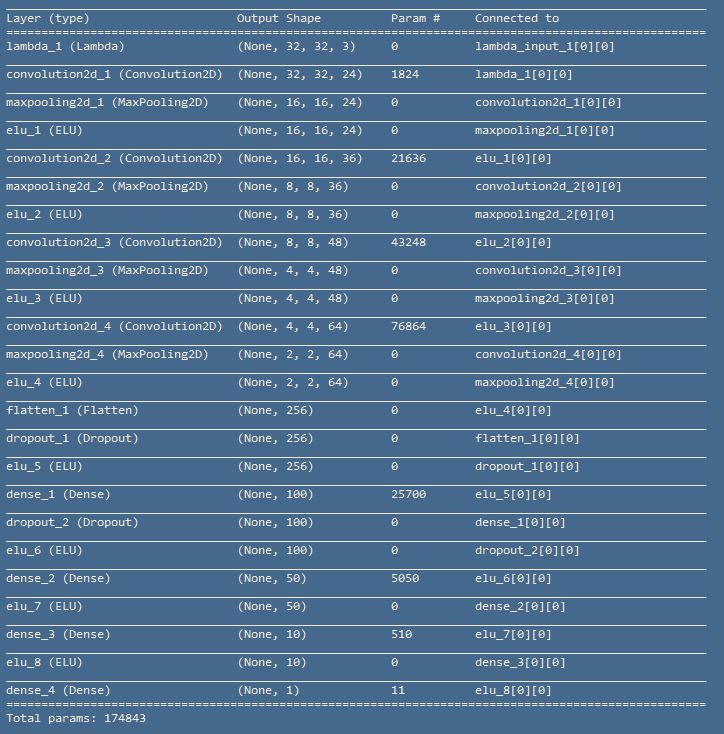 Layer (type) Output Shape Param # Connected to
lambda_1 (Lambda) (None, 32, 32, 3) 0 lambda_input_1[0][0]
convolution2d_1 (Convolution2D) (None, 32, 32, 24) 1824 lambda_1[0][0]
maxpooling2d_1 (MaxPooling2D) (None, 16, 16, 24) 0 convolution2d_1[0][0]
elu_1 (ELU) (None, 16, 16, 24) 0 maxpooling2d_1[0][0]
convolution2d_2 (Convolution2D) (None, 16, 16, 36) 21636 elu_1[0][0]
maxpooling2d_2 (MaxPooling2D) (None, 8, 8, 36) 0 convolution2d_2[0][0]
elu_2 (ELU) (None, 8, 8, 36) 0 maxpooling2d_2[0][0]
convolution2d_3 (Convolution2D) (None, 8, 8, 48) 43248 elu_2[0][0]
maxpooling2d_3 (MaxPooling2D) (None, 4, 4, 48) 0 convolution2d_3[0][0]
elu_3 (ELU) (None, 4, 4, 48) 0 maxpooling2d_3[0][0]
convolution2d_4 (Convolution2D) (None, 4, 4, 64) 76864 elu_3[0][0]
maxpooling2d_4 (MaxPooling2D) (None, 2, 2, 64) 0 convolution2d_4[0][0]
elu_4 (ELU) (None, 2, 2, 64) 0 maxpooling2d_4[0][0]
flatten_1 (Flatten) (None, 256) 0 elu_4[0][0]
dropout_1 (Dropout) (None, 256) 0 flatten_1[0][0]
elu_5 (ELU) (None, 256) 0 dropout_1[0][0]
dense_1 (Dense) (None, 100) 25700 elu_5[0][0]
dropout_2 (Dropout) (None, 100) 0 dense_1[0][0]
elu_6 (ELU) (None, 100) 0 dropout_2[0][0]
dense_2 (Dense) (None, 50) 5050 elu_6[0][0]
elu_7 (ELU) (None, 50) 0 dense_2[0][0]
dense_3 (Dense) (None, 10) 510 elu_7[0][0]
elu_8 (ELU) (None, 10) 0 dense_3[0][0]
dense_4 (Dense) (None, 1) 11 elu_8[0][0]
Total params: 174843